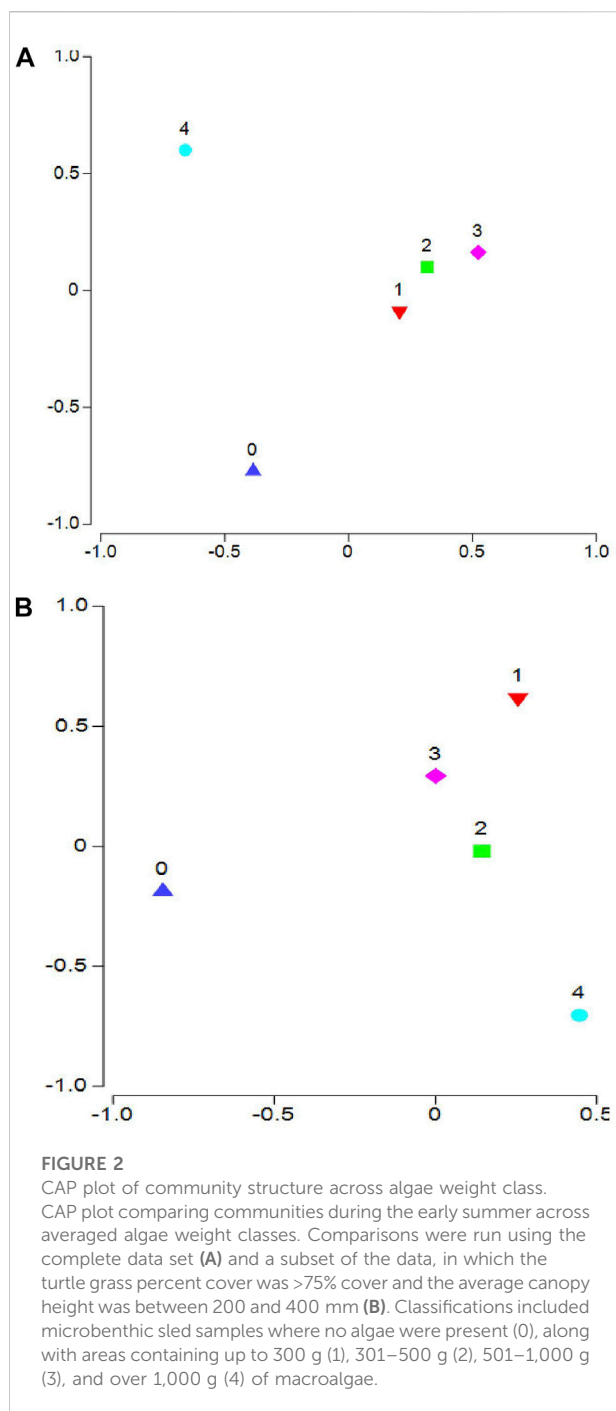 A
1.0
4
0.5
3
2
0
1
-0.5
0
-1.0
-1.0 -0.5 0 0.5 1.0
B
1.0
1
0.5
3
2
0
0
-0.5
4
-1.0
-1.0 -0.5 0 0.5
FIGURE 2
CAP plot of community structure across algae weight class.
CAP plot comparing communities during the early summer across
averaged algae weight classes. Comparisons were run using the
complete data set (A) and a subset of the data, in which the
turtle grass percent cover was >75% cover and the average canopy
height was between 200 and 400 mm (B). Classifications included
microbenthic sled samples where no algae were present (0), along
with areas containing up to 300 g (1), 301–500 g (2), 501–1,000 g
(3), and over 1,000 g (4) of macroalgae.